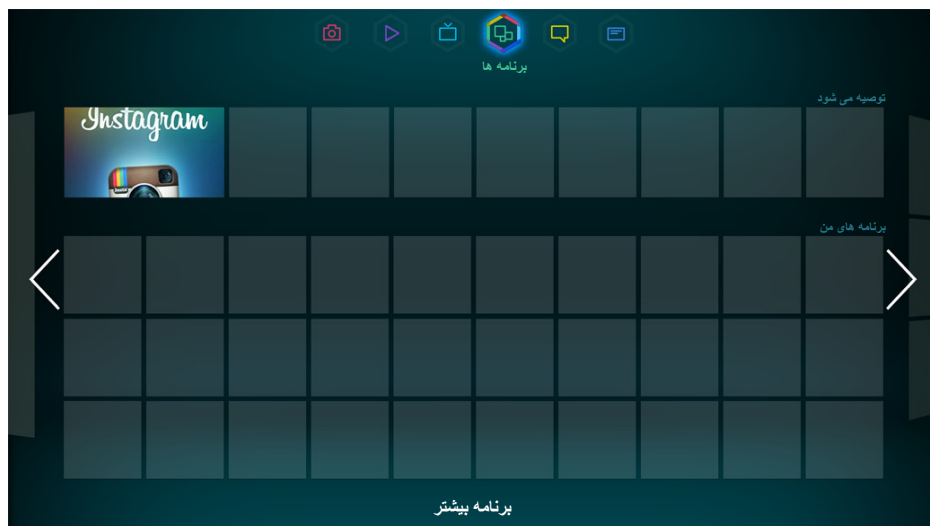 برنامه ها
توصیه می شود
Instagram
برنامه های من
برنامه بیشتر